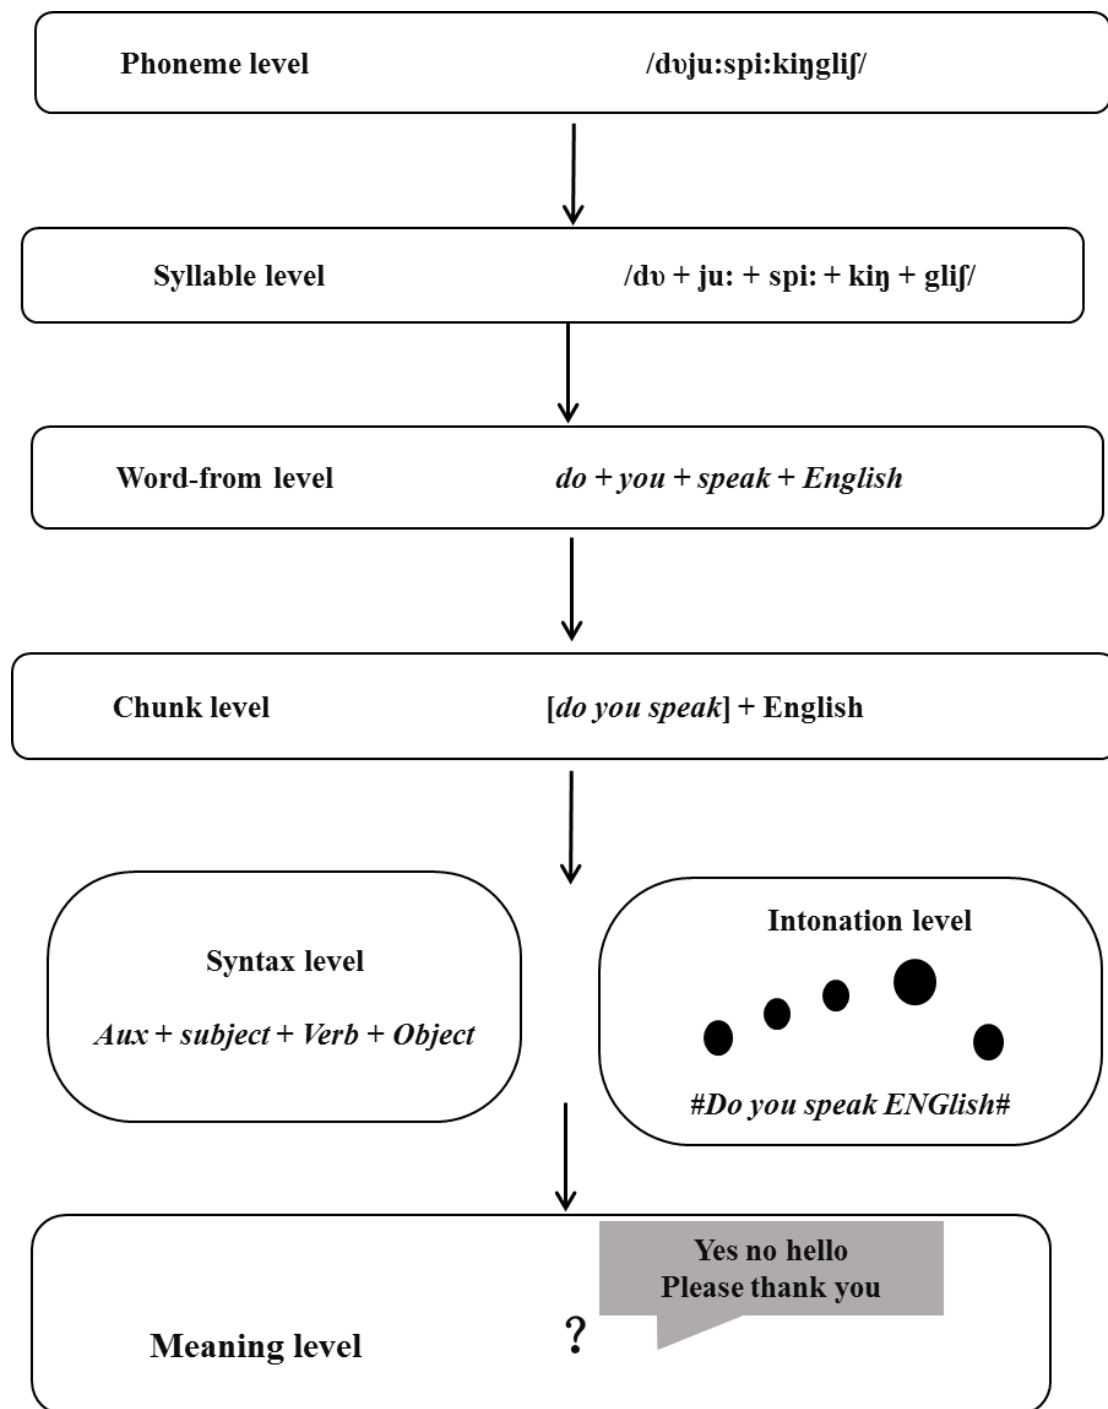 Phoneme level /dʋju:spi:kiŋgliʃ/
Syllable level /dʋ + ju: + spi: + kiŋ + gliʃ/
Word-from level do + you + speak + English
Chunk level [do you speak] + English
Syntax level
Aux + subject + Verb + Object
Intonation level
#Do you speak ENGlish#
Yes no hello
Please thank you
Meaning level ?